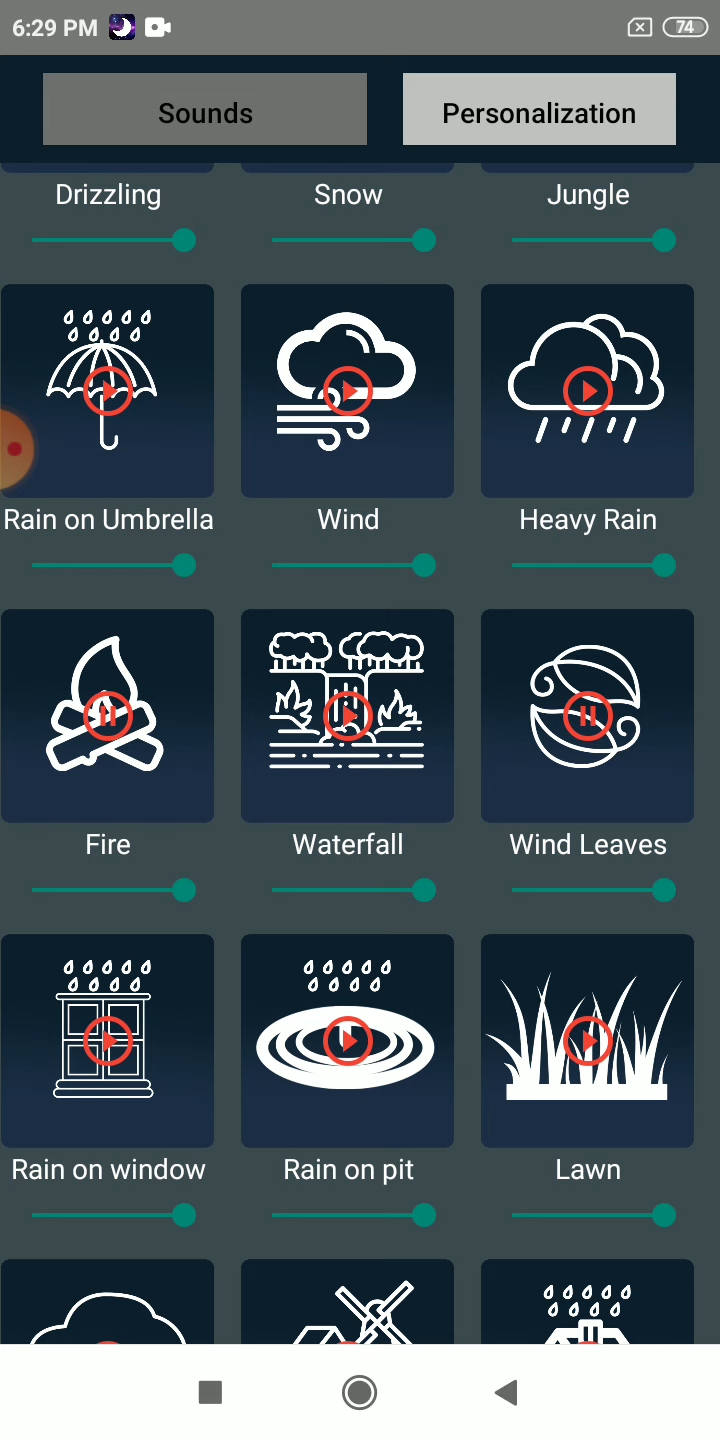 6:29 PM
74
Sounds
Personalization
Drizzling
Snow
Jungle
Rain on Umbrella
Wind
Heavy Rain
Fire
Waterfall
Wind Leaves
Rain on window
Rain on pit
Lawn